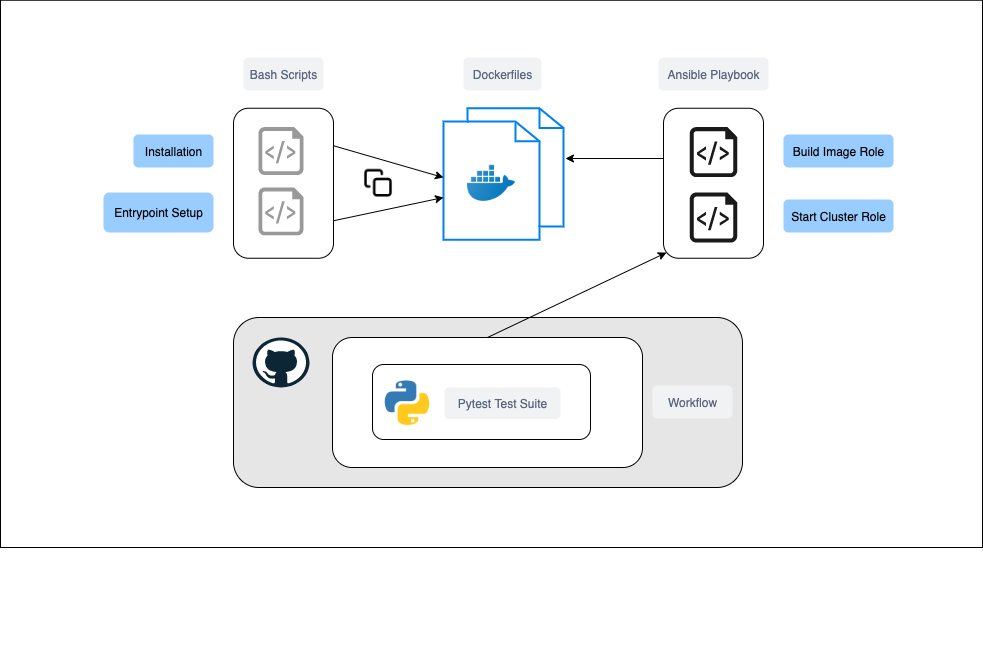 Bash Scripts
Dockerfiles
Ansible Playbook
Installation
</>
</>
Build Image Role
Entrypoint Setup
</>
</>
Start Cluster Role
Pytest Test Suite
Workflow